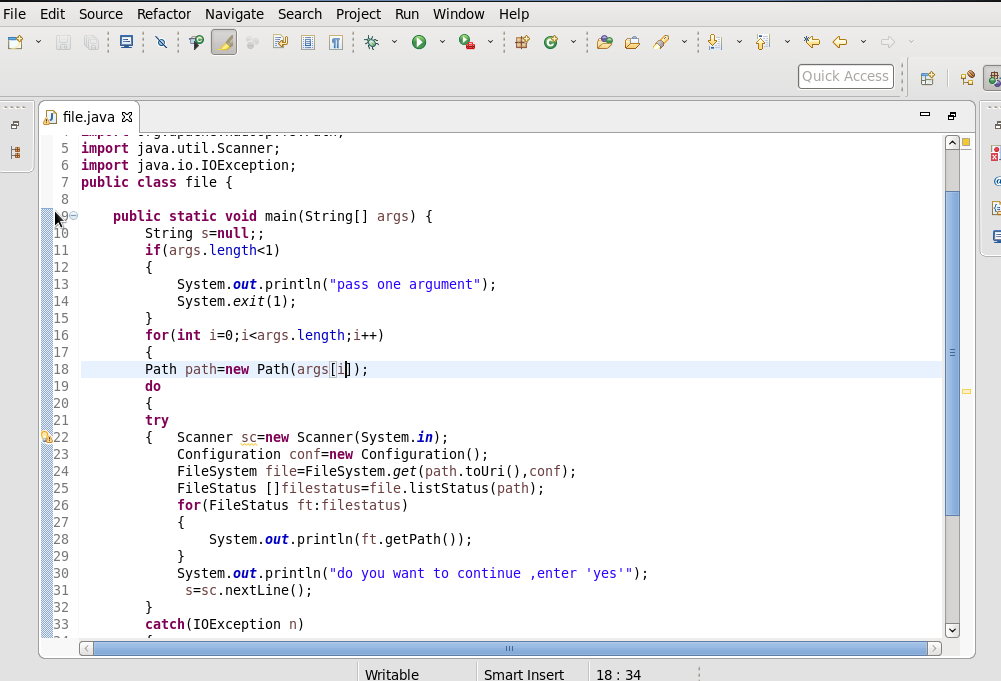 File Edit Source Refactor Navigate Search Project Run Window Help
Quick Access
file.java
5 import java.util.Scanner;
6 import java.io.IOException;
7 public class file {
8
9 public static void main(String[] args) {
10 String s=null;;
11 if(args.length<1)
12 {
13 System.out.println("pass one argument");
14 System.exit(1);
15 }
16 for(int i=0;i<args.length;i++)
17 {
18 Path path=new Path(args[i]);
19 do
20 {
21 try
22 { Scanner sc=new Scanner(System.in);
23 Configuration conf=new Configuration();
24 FileSystem file=FileSystem.get(path.toUri(),conf);
25 FileStatus []filestatus=file.listStatus(path);
26 for(FileStatus ft:filestatus)
27 {
28 System.out.println(ft.getPath());
29 }
30 System.out.println("do you want to continue ,enter 'yes'");
31 s=sc.nextLine();
32 }
33 catch(IOException n)
Writable Smart Insert 18 : 34